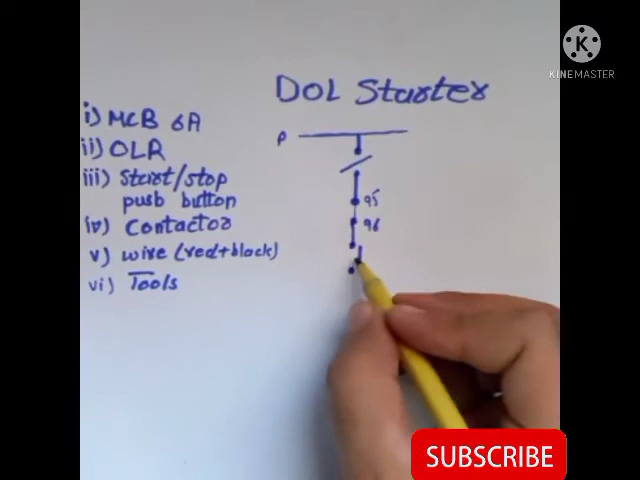 K
KINEMASTER
DOL Starter
i) MCB 6A
ii) OLR
iii) Start/stop
push button
iv) Contactor
v) wire (red+black)
vi) Tools
P
95
96
SUBSCRIBE